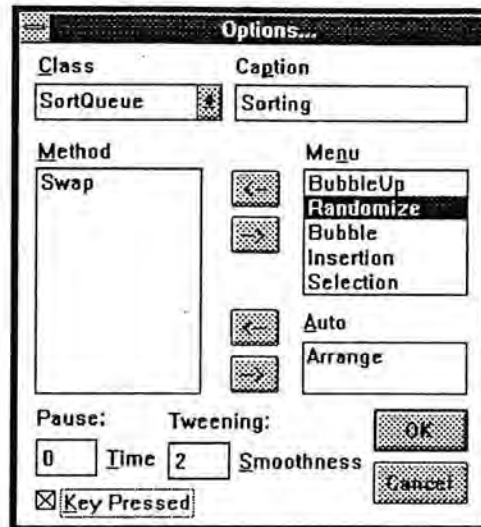 Options...
Class
Caption
SortQueue
Sorting
Method
Menu
Swap
<-
BubbleUp
Randomize
Bubble
Insertion
Selection
->
<-
Auto
Arrange
->
Pause:
Tweening:
OK
0
Time
2
Smoothness
Cancel
Key Pressed